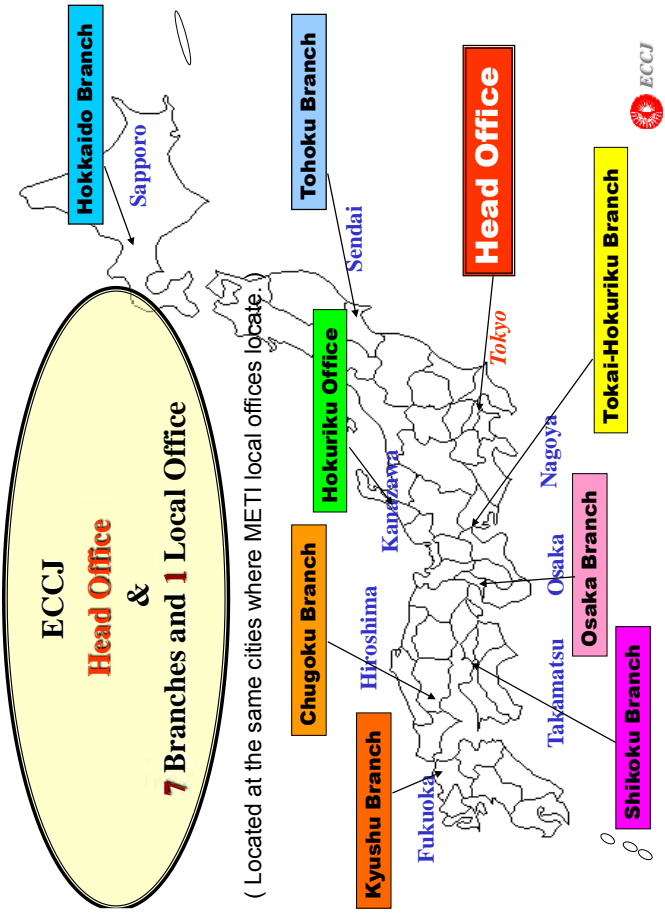 ECCJ
Head Office
&
7 Branches and 1 Local Office
( Located at the same cities where METI local offices locate. )
Hokkaido Branch
Sapporo
Tohoku Branch
Sendai
Head Office
Tokyo
Hokuriku Office
Kanazawa
Tokai-Hokuriku Branch
Nagoya
Chugoku Branch
Hiroshima
Osaka
Osaka Branch
Kyushu Branch
Fukuoka
Takamatsu
Shikoku Branch
ECCJ